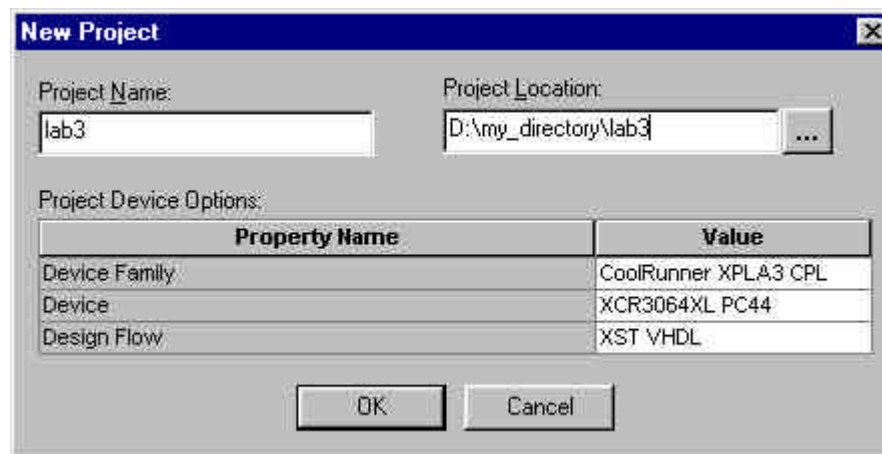 New Project
Project Name:
Project Location:
lab3
D:\my_directory\lab3
...
Project Device Options:
Property Name Value
Device Family CoolRunner XPLA3 CPL
Device XCR3064XL PC44
Design Flow XST VHDL
OK Cancel